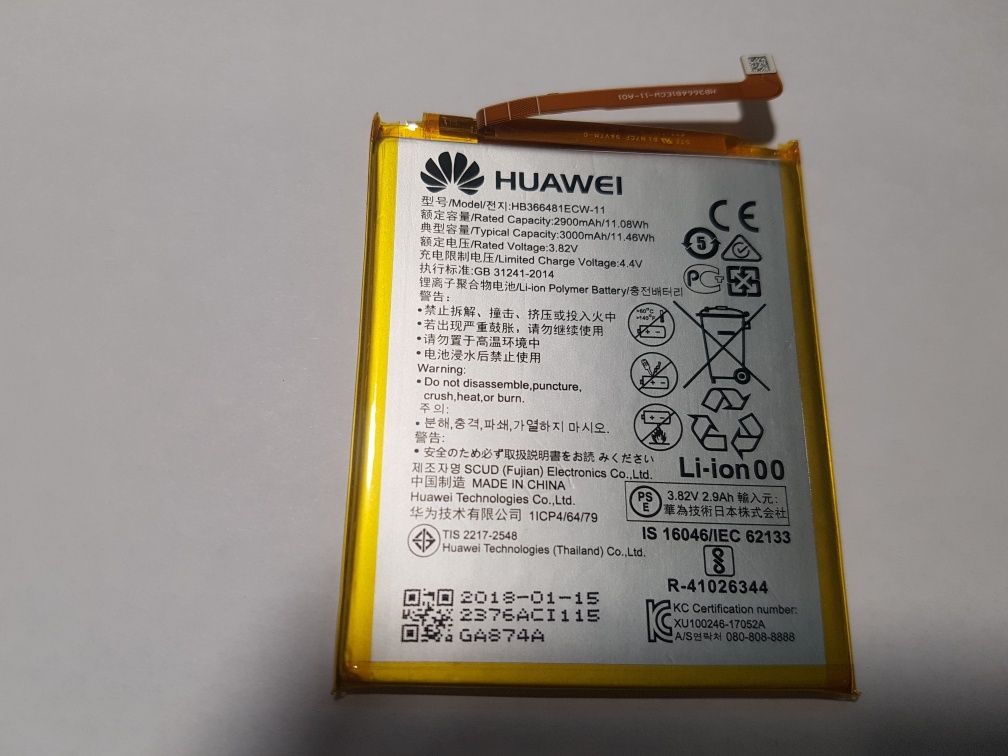 HB366481ECW-11-A01
HUAWEI
型号/Model/전지:HB366481ECW-11
额定容量/Rated Capacity:2900mAh/11.08Wh
典型容量/Typical Capacity:3000mAh/11.46Wh
额定电压/Rated Voltage:3.82V
充电限制电压/Limited Charge Voltage:4.4V
执行标准:GB 31241-2014
锂离子聚合物电池/Li-ion Polymer Battery/충전배터리
警告:
•禁止拆解、撞击、挤压或投入火中
•若出现严重鼓胀，请勿继续使用
•请勿置于高温环境中
•电池浸水后禁止使用
Warning:
• Do not disassemble,puncture,
crush,heat,or burn.
주의:
• 분해,충격,파쇄,가열하지 마시오.
警告:
• 安全のため必ず取扱説明書をお読 みください
제조자명 SCUD (Fujian) Electronics Co.,Ltd.
中国制造 MADE IN CHINA
Huawei Technologies Co.,Ltd.
华为技术有限公司 1ICP4/64/79
TIS 2217-2548
Huawei Technologies (Thailand) Co.,Ltd.
2018-01-15
2376ACI115
GA874A
CE
5
+60°C
+140°F
Li-ion00
PS
E
3.82V 2.9Ah 輸入元:
華為技術日本株式会社
IS 16046/IEC 62133
R-41026344
KC Certification number:
XU100246-17052A
A/S연락처 080-808-8888